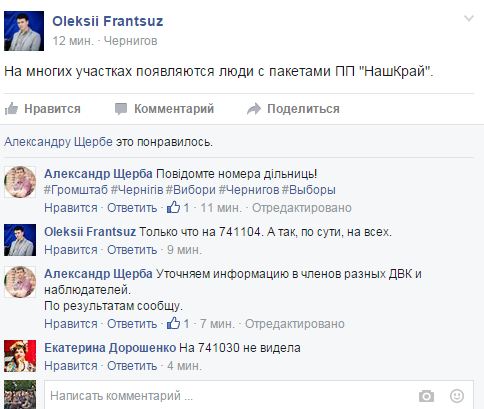 Oleksii Frantsuz
12 мин. · Чернигов
На многих участках появляются люди с пакетами ПП "НашКрай".
Нравится Комментарий Поделиться
Александру Щербе это понравилось.
Александр Щерба Повідомте номера дільниць!
#Громштаб #Чернігів #Вибори #Чернигов #Выборы
Нравится · Ответить · 1 · 11 мин. · Отредактировано
Oleksii Frantsuz Только что на 741104. А так, по сути, на всех.
Нравится · Ответить · 9 мин.
Александр Щерба Уточняем информацию в членов разных ДВК и
наблюдателей.
По результатам сообщу.
Нравится · Ответить · 1 · 7 мин. · Отредактировано
Екатерина Дорошенко На 741030 не видела
Нравится · Ответить · 4 мин.
Написать комментарий ...